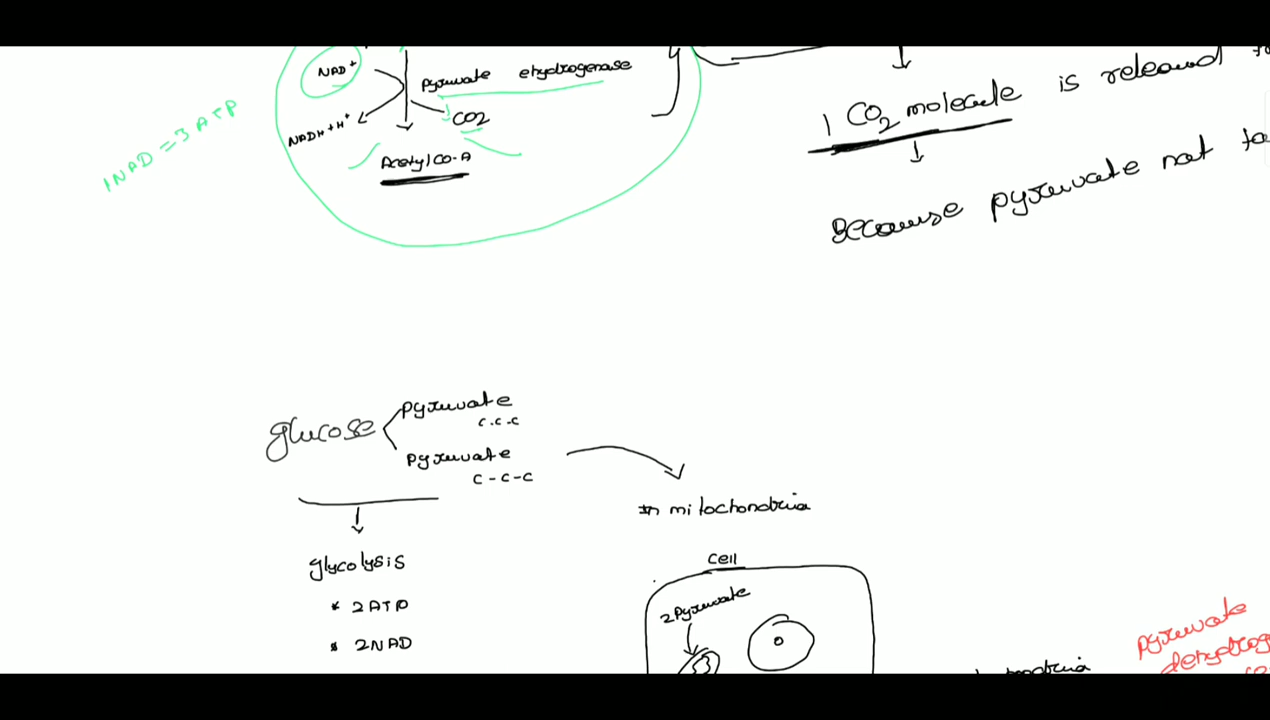 NAD+
Pyruvate ehydrogenase
NADH+H+
CO2
Acetyl CO-A
1NAD = 3ATP
1 CO2 molecule is released
Because pyruvate not
glucose
pyruvate
C-C-C
pyruvate
C-C-C
In mitochondria
glycolysis
* 2ATP
* 2NAD
Cell
2Pyruvate
pyruvate